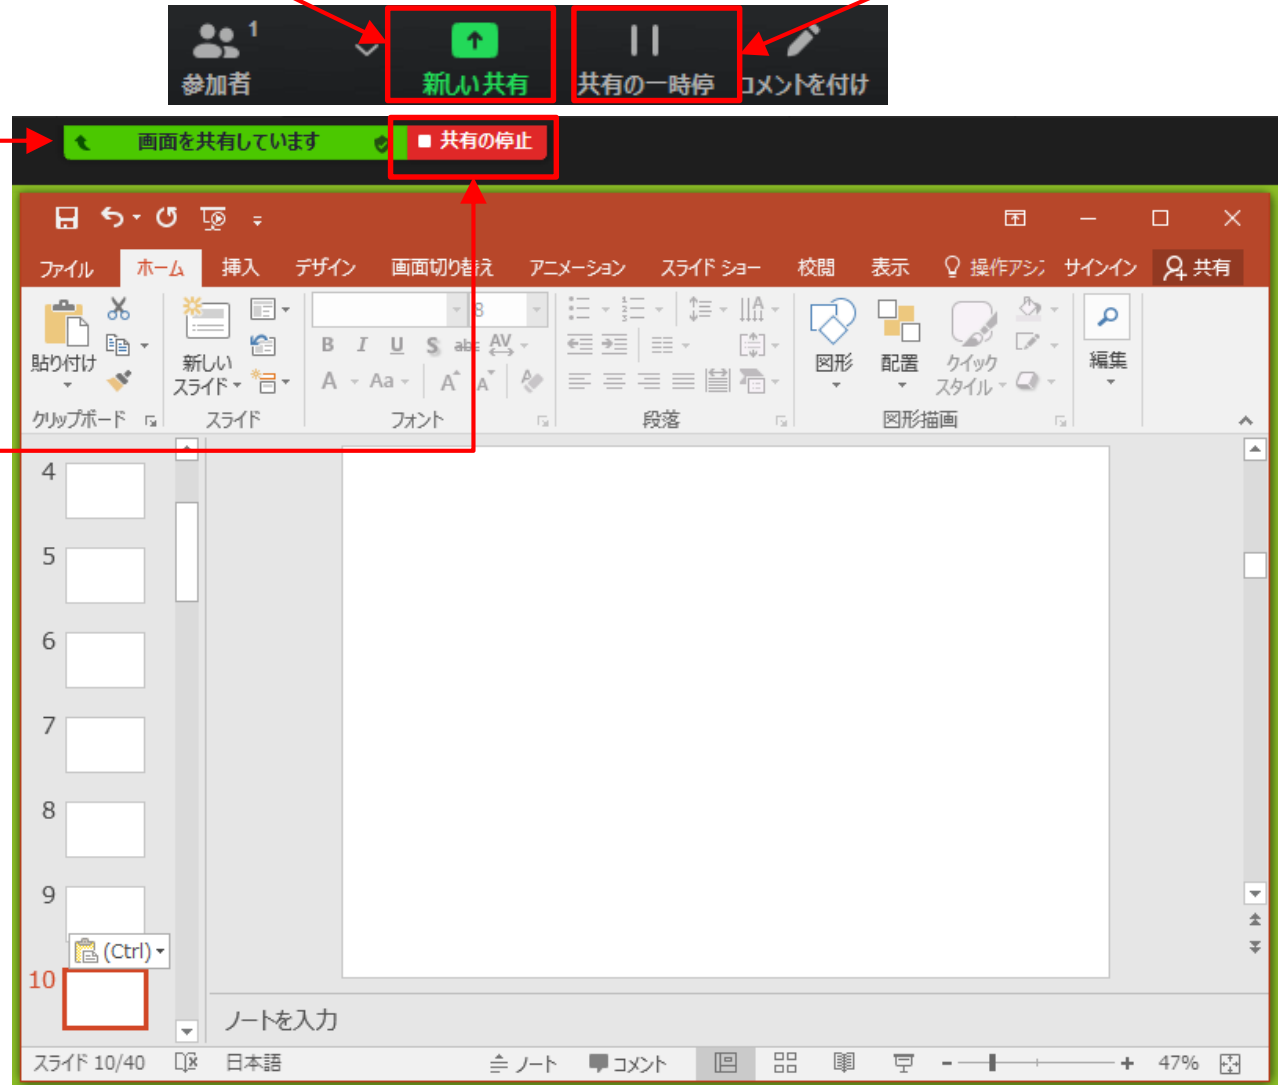 1
参加者 新しい共有 共有の一時停 コメントを付け
画面を共有しています 共有の停止
ファイル ホーム 挿入 デザイン 画面切り替え アニメーション スライド ショー 校閲 表示 操作アシ サインイン 共有
8
B I U S abc AV
A Aa A A
貼り付け 新しい スライド 図形 配置 クイック スタイル 編集
クリップボード スライド フォント 段落 図形描画
4
5
6
7
8
9
(Ctrl)
10
ノートを入力
スライド 10/40 日本語 ノート コメント - + 47%